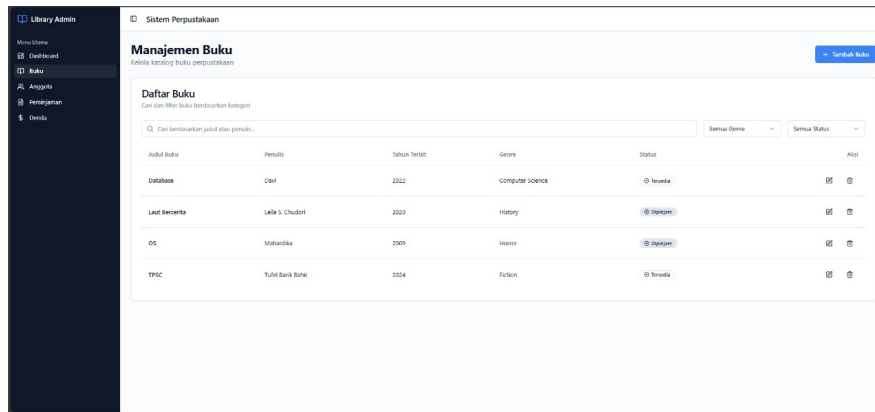 Library Admin
Sistem Perpustakaan
Menu Utama
Dashboard
Buku
Anggota
Peminjaman
Denda
Manajemen Buku
Kelola katalog buku perpustakaan
+ Tambah Buku
Daftar Buku
Cari dan filter buku berdasarkan kategori
Cari berdasarkan judul atau penulis...
Semua Genre
Semua Status
Judul Buku Penulis Tahun Terbit Genre Status Aksi
Database Davi 2022 Computer Science Tersedia
Laut Bercerita Leila S. Chudori 2020 History Dipinjam
OS Mahardika 2009 Horror Dipinjam
TPSC Tufel Barik Bahir 2024 Fiction Tersedia